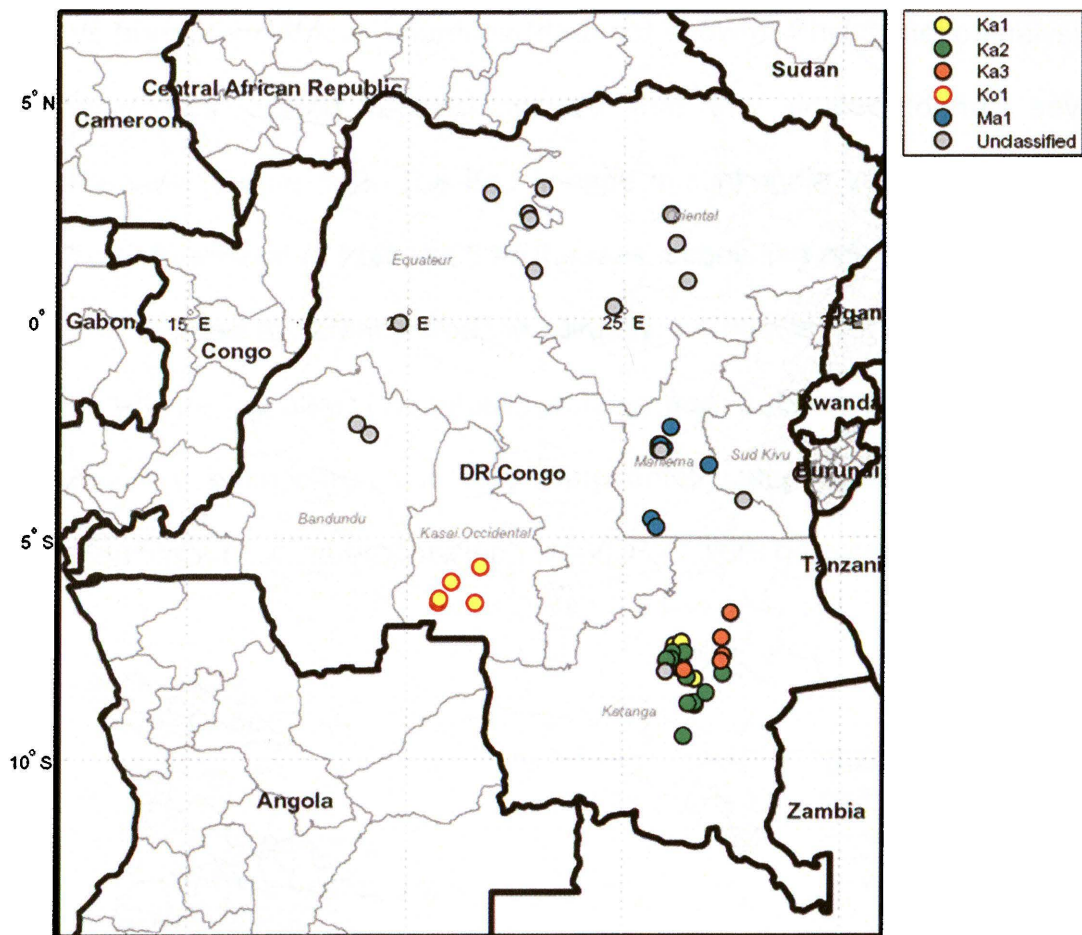 Ka1
Ka2
Ka3
Ko1
Ma1
Unclassified
Sudan
Central African Republic
5° N
Cameroon
Oriental
Equateur
0°
Gabon
15° E
20° E
25° E
Ugan
Congo
Rwanda
DR Congo
Maniema
Sud Kivu
Burundi
Bandundu
Kasai Occidental
5° S
Tanzani
Katanga
10° S
Angola
Zambia